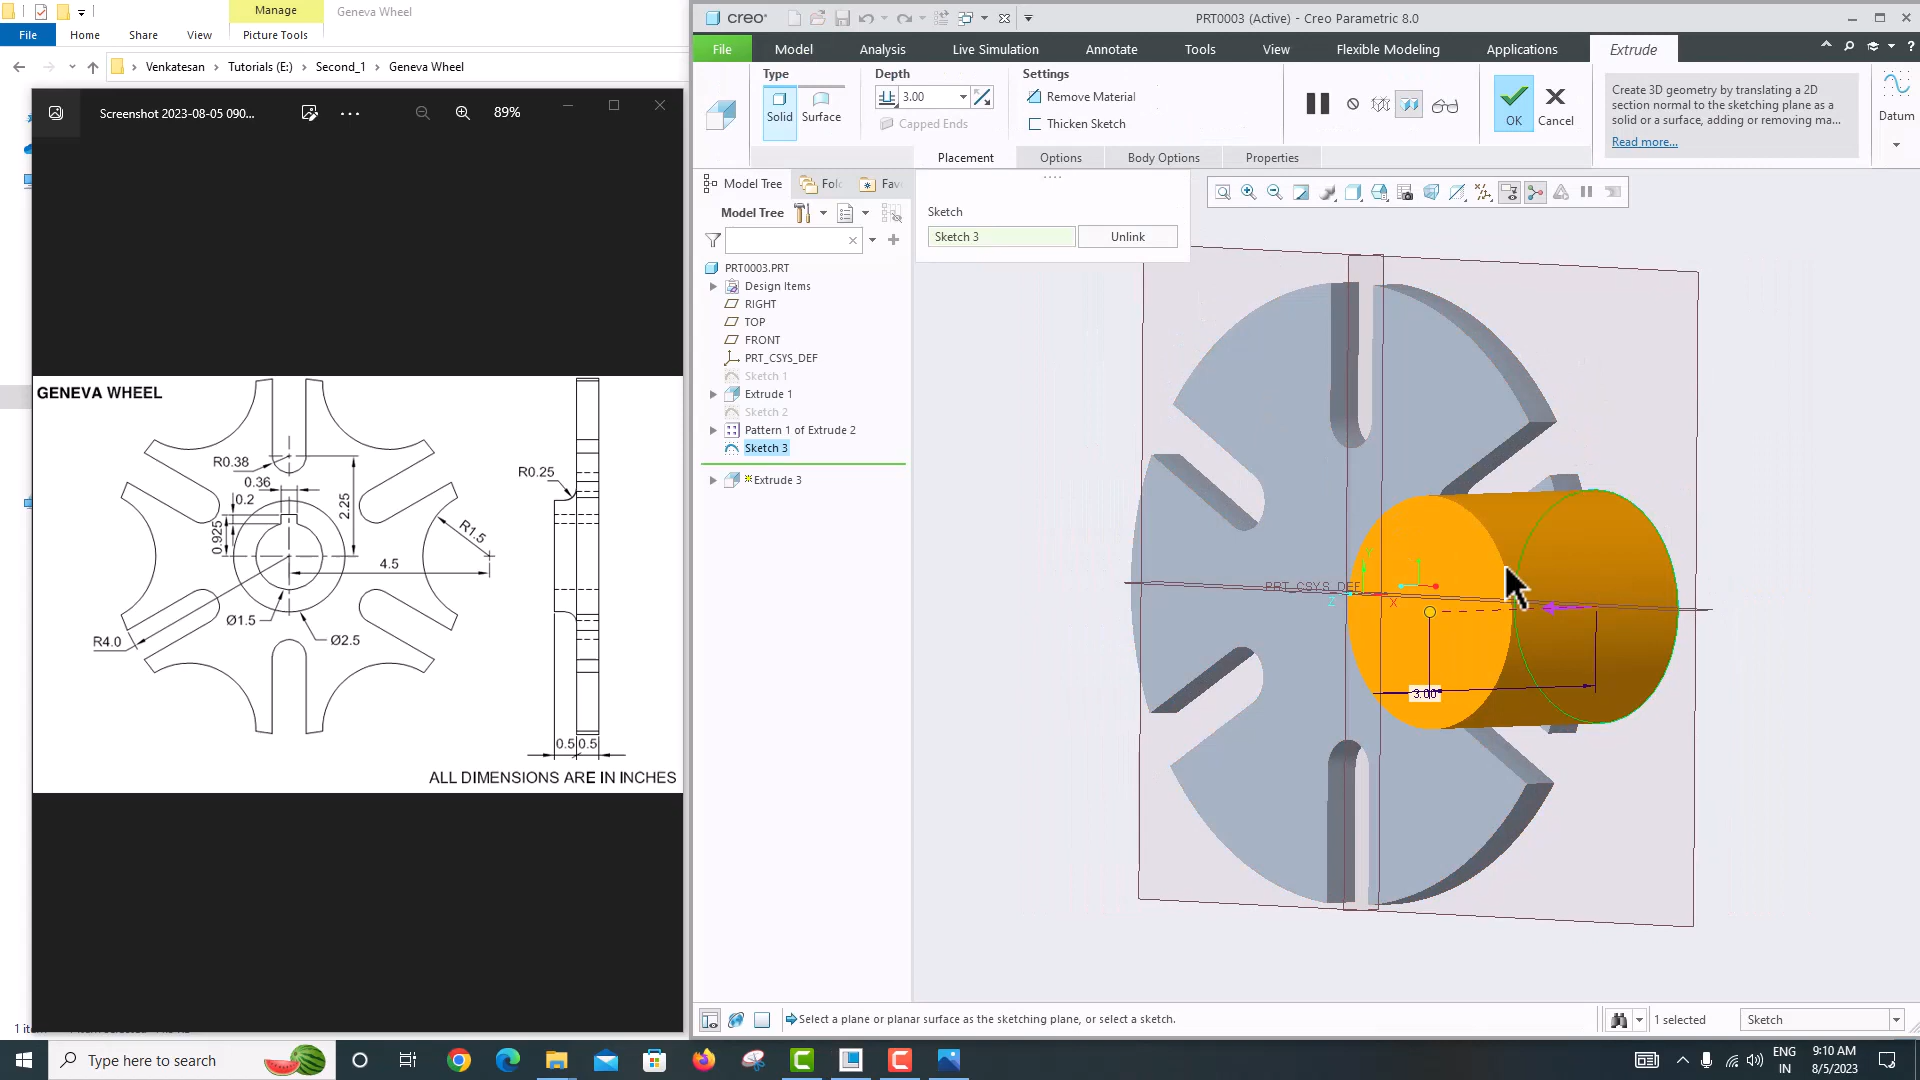 Manage
Geneva Wheel
File
Home
Share
View
Picture Tools
Venkatesan
Tutorials (E:)
Second_1
Geneva Wheel
Screenshot 2023-08-05 090...
89%
GENEVA WHEEL
R0.38
0.36
0.2
0.925
2.25
R1.5
4.5
Ø1.5
Ø2.5
R4.0
R0.25
0.5
0.5
ALL DIMENSIONS ARE IN INCHES
creo
PRT0003 (Active) - Creo Parametric 8.0
File
Model
Analysis
Live Simulation
Annotate
Tools
View
Flexible Modeling
Applications
Extrude
Type
Depth
Settings
Solid
Surface
3.00
Capped Ends
Remove Material
Thicken Sketch
OK
Cancel
Create 3D geometry by translating a 2D
section normal to the sketching plane as a
solid or a surface, adding or removing ma...
Read more...
Datum
Placement
Options
Body Options
Properties
Model Tree
Fol
Fav
Model Tree
Sketch
Sketch 3
Unlink
PRT0003.PRT
Design Items
RIGHT
TOP
FRONT
PRT_CSYS_DEF
Sketch 1
Extrude 1
Sketch 2
Pattern 1 of Extrude 2
Sketch 3
Extrude 3
PRT_CSYS_DEF
Z
X
3.00
Select a plane or planar surface as the sketching plane, or select a sketch.
1 selected
Sketch
Type here to search
ENG
IN
9:10 AM
8/5/2023